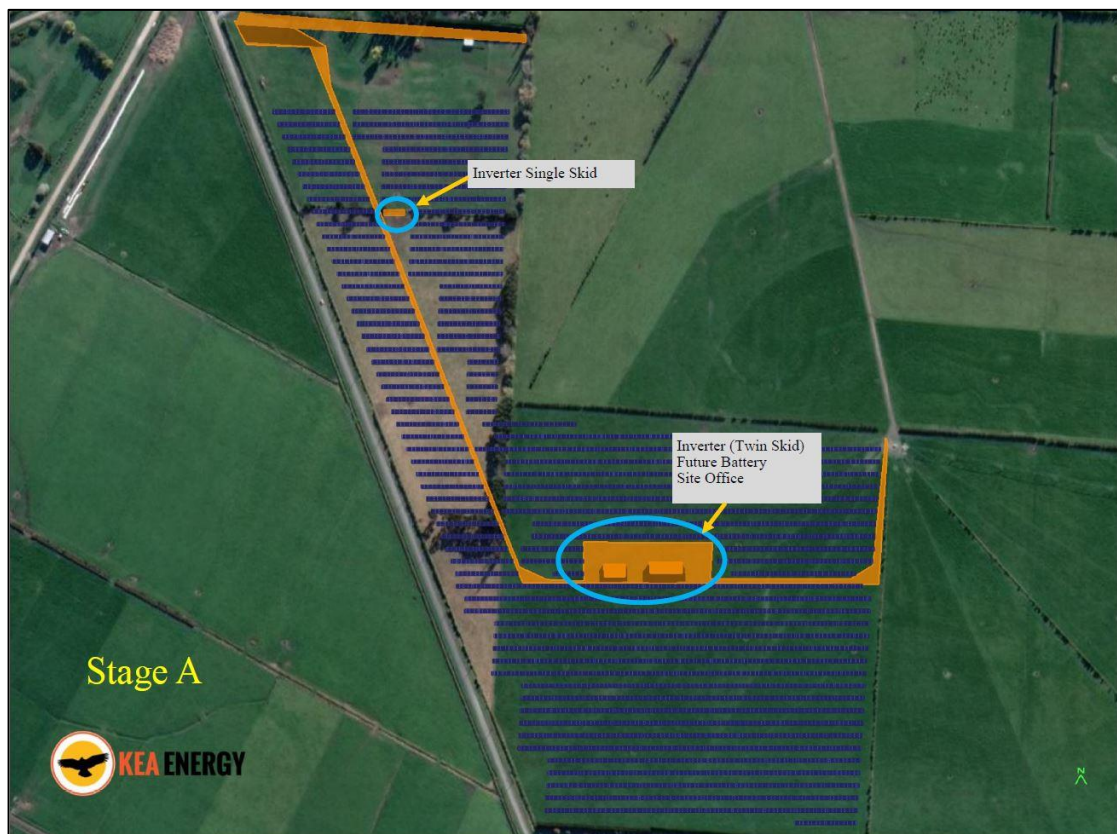 Inverter Single Skid
Inverter (Twin Skid)
Future Battery
Site Office
Stage A
KEA ENERGY
N